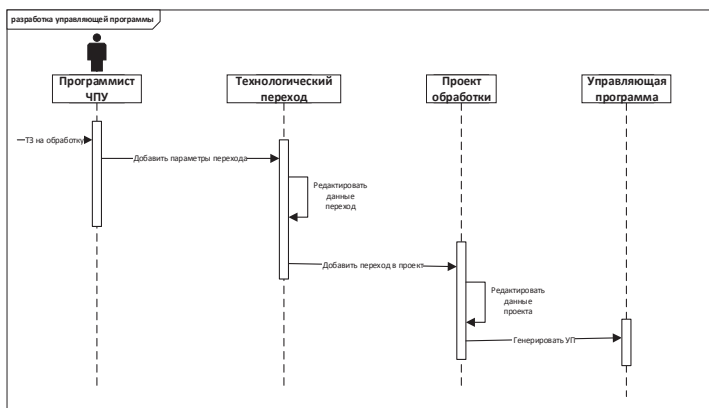 разработка управляющей программы
Программист
ЧПУ
Технологический
переход
Проект
обработки
Управляющая
программа
ТЗ на обработку
Добавить параметры перехода
Редактировать
данные
переход
Добавить переход в проект
Редактировать
данные
проекта
Генерировать УП